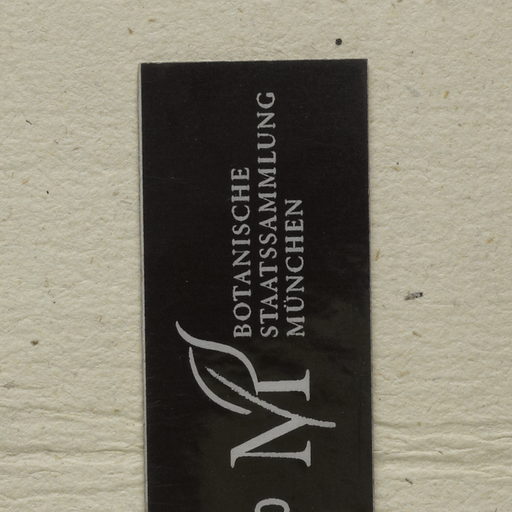 BOTANISCHE
STAATSSAMMLUNG
MÜNCHEN
M